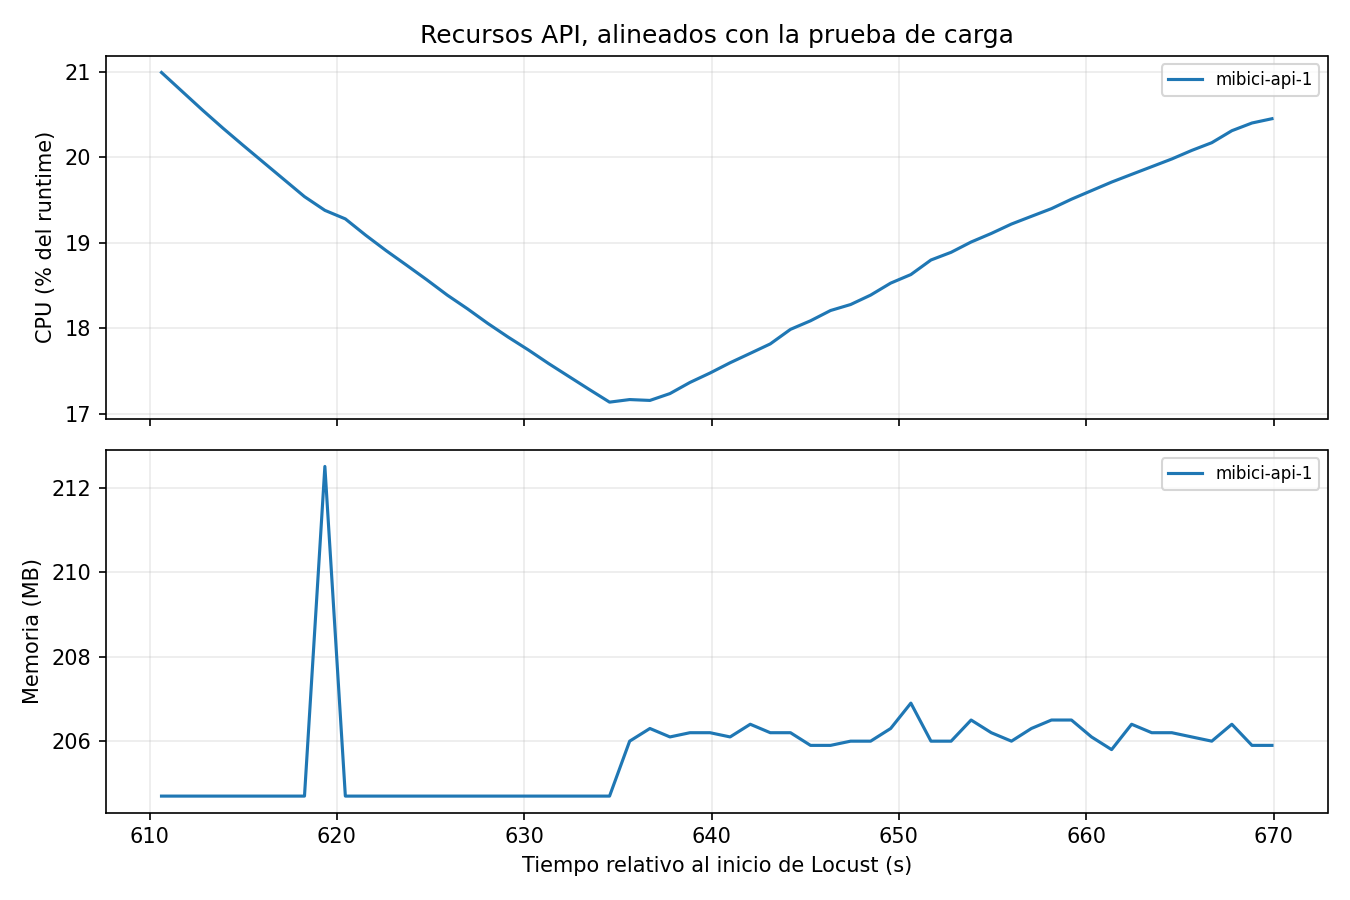 Recursos API, alineados con la prueba de carga
mibici-api-1
CPU (% del runtime)
21
20
19
18
17
mibici-api-1
Memoria (MB)
212
210
208
206
610 620 630 640 650 660 670
Tiempo relativo al inicio de Locust (s)